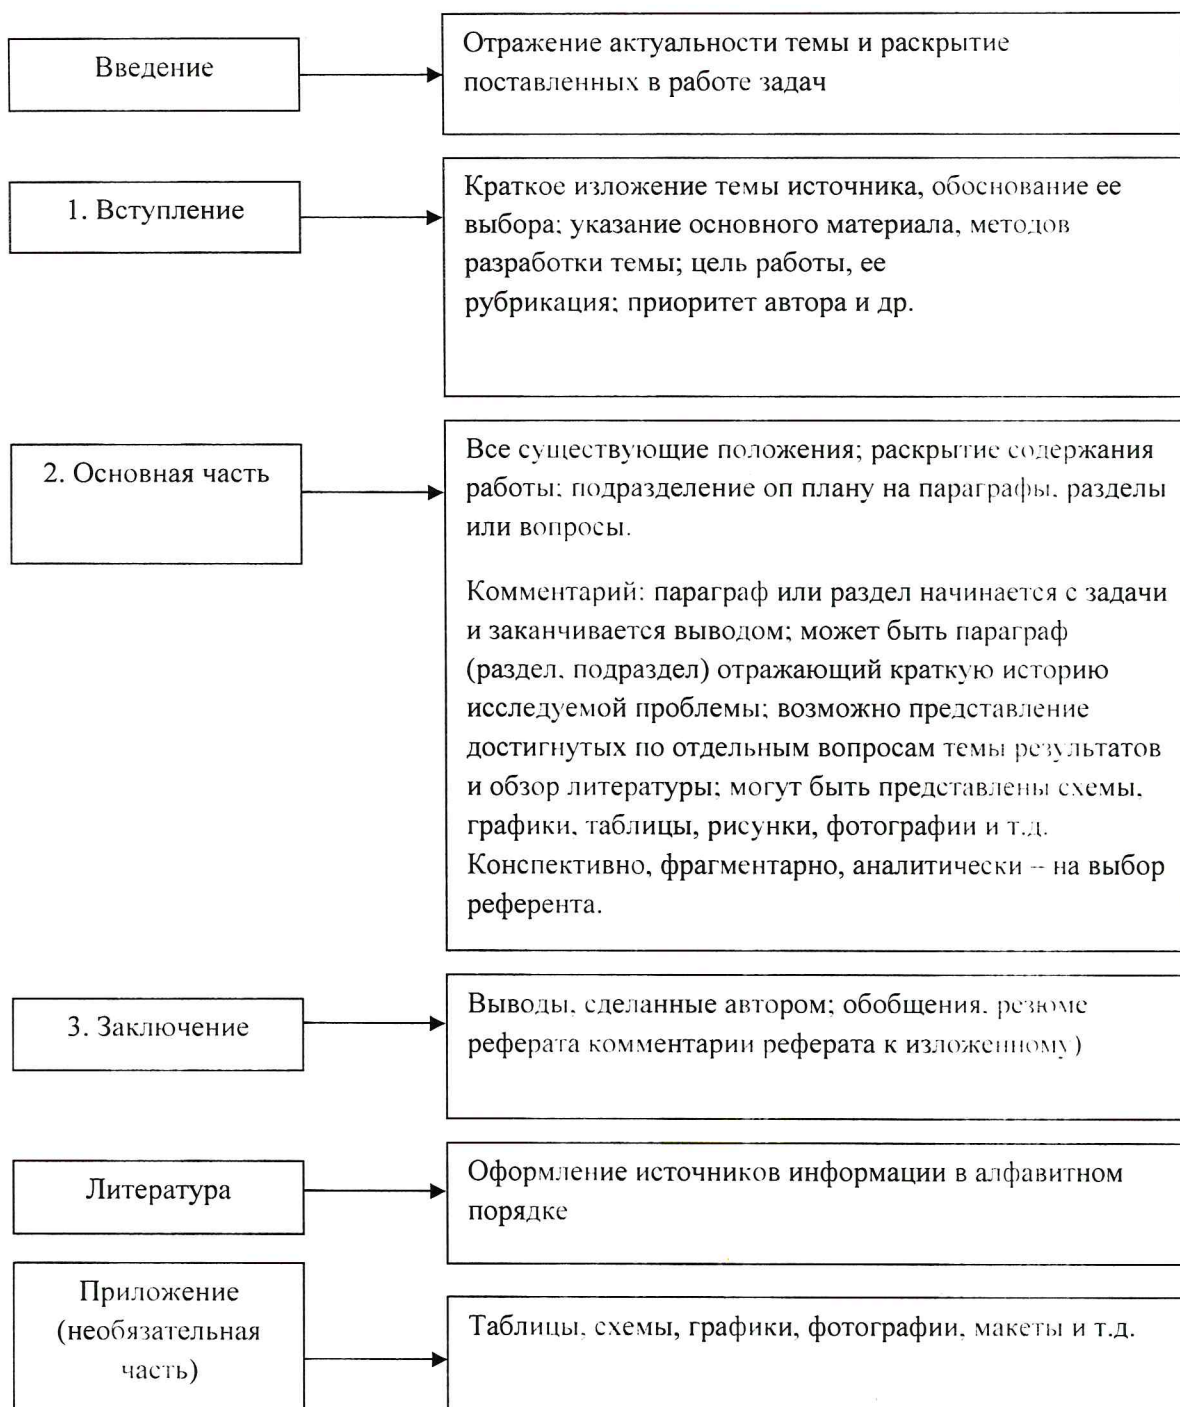 Введение
Отражение актуальности темы и раскрытие
поставленных в работе задач
1. Вступление
Краткое изложение темы источника, обоснование ее
выбора; указание основного материала, методов
разработки темы; цель работы, ее
рубрикация; приоритет автора и др.
2. Основная часть
Все существующие положения; раскрытие содержания
работы; подразделение оп плану на параграфы, разделы
или вопросы.
Комментарий: параграф или раздел начинается с задачи
и заканчивается выводом; может быть параграф
(раздел, подраздел) отражающий краткую историю
исследуемой проблемы; возможно представление
достигнутых по отдельным вопросам темы результатов
и обзор литературы; могут быть представлены схемы,
графики, таблицы, рисунки, фотографии и т.д.
Конспективно, фрагментарно, аналитически – на выбор
референта.
3. Заключение
Выводы, сделанные автором; обобщения, резюме
реферата комментарии реферата к изложенному)
Литература
Оформление источников информации в алфавитном
порядке
Приложение
(необязательная
часть)
Таблицы, схемы, графики, фотографии, макеты и т.д.